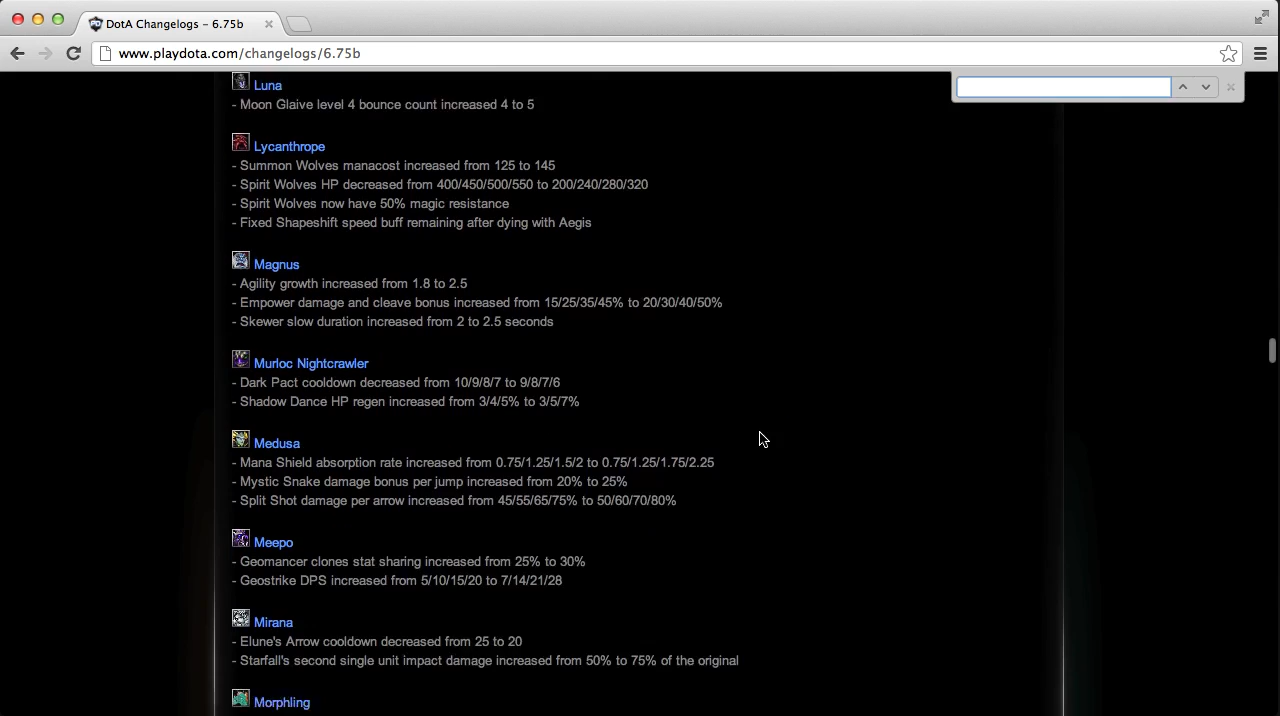 DotA Changelogs - 6.75b
www.playdota.com/changelogs/6.75b
Luna
- Moon Glaive level 4 bounce count increased 4 to 5
Lycanthrope
- Summon Wolves manacost increased from 125 to 145
- Spirit Wolves HP decreased from 400/450/500/550 to 200/240/280/320
- Spirit Wolves now have 50% magic resistance
- Fixed Shapeshift speed buff remaining after dying with Aegis
Magnus
- Agility growth increased from 1.8 to 2.5
- Empower damage and cleave bonus increased from 15/25/35/45% to 20/30/40/50%
- Skewer slow duration increased from 2 to 2.5 seconds
Murloc Nightcrawler
- Dark Pact cooldown decreased from 10/9/8/7 to 9/8/7/6
- Shadow Dance HP regen increased from 3/4/5% to 3/5/7%
Medusa
- Mana Shield absorption rate increased from 0.75/1.25/1.5/2 to 0.75/1.25/1.75/2.25
- Mystic Snake damage bonus per jump increased from 20% to 25%
- Split Shot damage per arrow increased from 45/55/65/75% to 50/60/70/80%
Meepo
- Geomancer clones stat sharing increased from 25% to 30%
- Geostrike DPS increased from 5/10/15/20 to 7/14/21/28
Mirana
- Elune's Arrow cooldown decreased from 25 to 20
- Starfall's second single unit impact damage increased from 50% to 75% of the original
Morphling